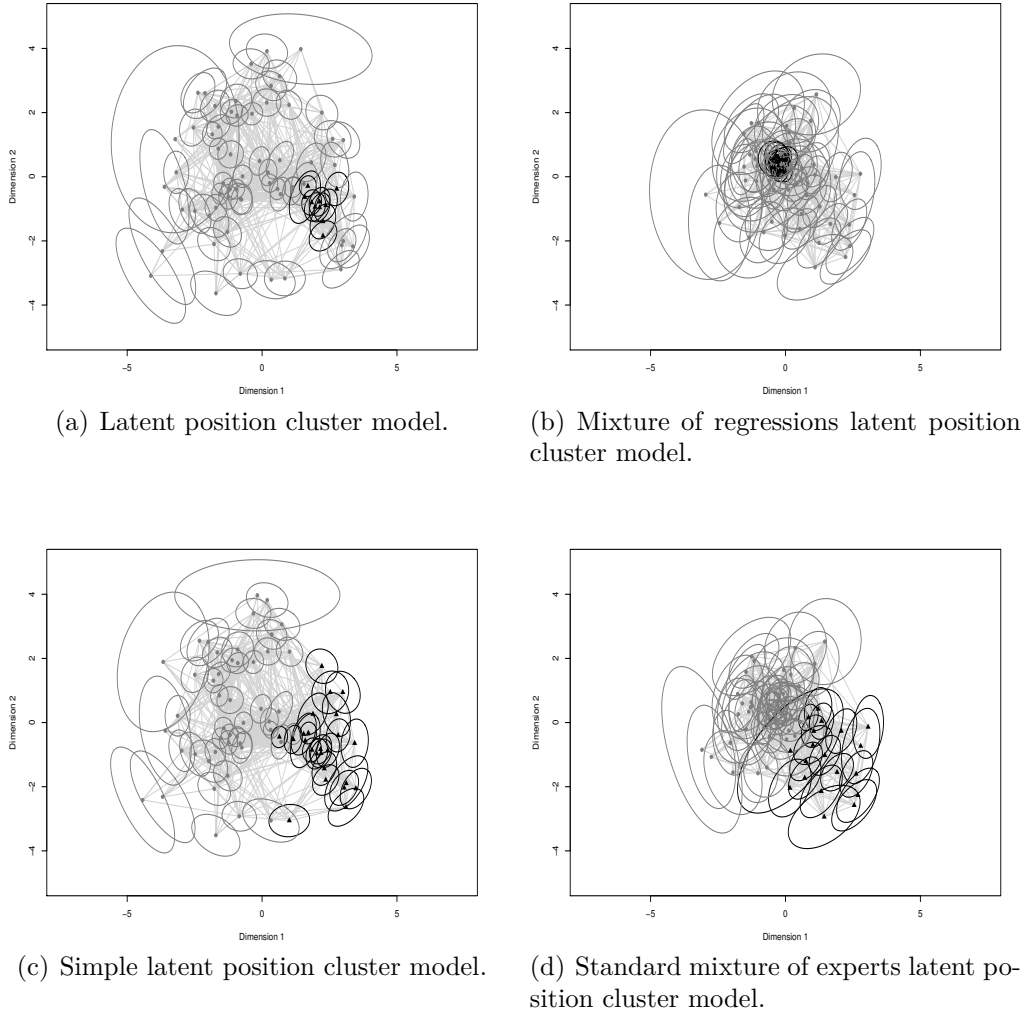 4
2
0
−2
−4
Dimension 2
−5
0
5
Dimension 1
(a) Latent position cluster model.
4
2
0
−2
−4
Dimension 2
−5
0
5
Dimension 1
(b) Mixture of regressions latent position
cluster model.
4
2
0
−2
−4
Dimension 2
−5
0
5
Dimension 1
(c) Simple latent position cluster model.
4
2
0
−2
−4
Dimension 2
−5
0
5
Dimension 1
(d) Standard mixture of experts latent po-
sition cluster model.